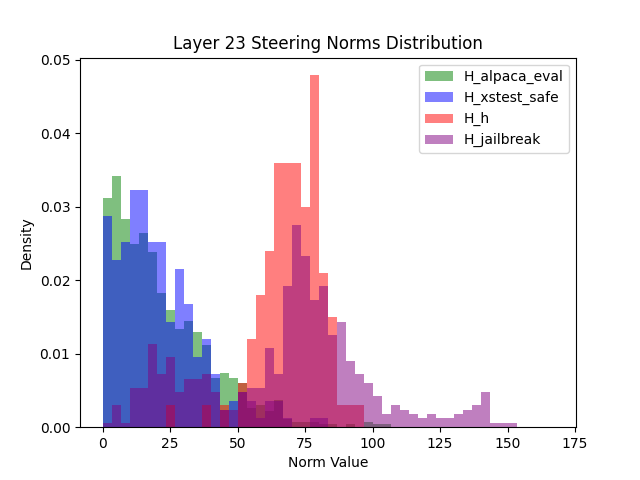 Layer 23 Steering Norms Distribution
H_alpaca_eval
H_xstest_safe
H_h
H_jailbreak
Density
0.05
0.04
0.03
0.02
0.01
0.00
0 25 50 75 100 125 150 175
Norm Value